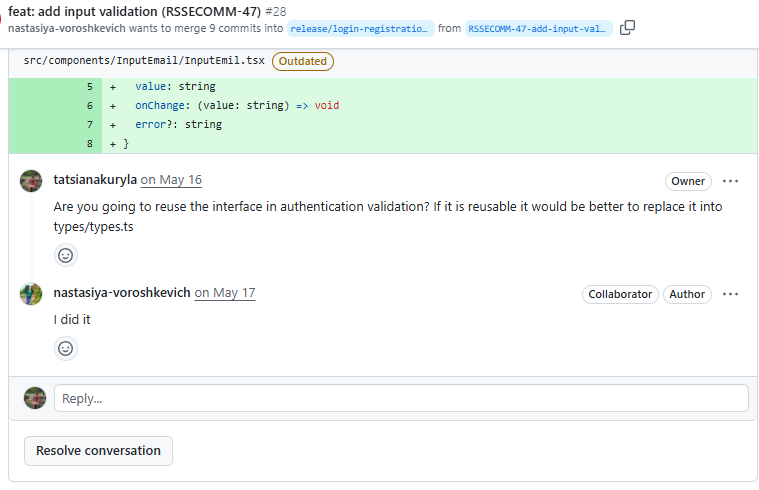 feat: add input validation (RSSECOMM-47) #28
nastasiya-voroshkevich wants to merge 9 commits into release/login-registratio… from RSSECOMM-47-add-input-val…
src/components/InputEmail/InputEmil.tsx Outdated
5 + value: string
6 + onChange: (value: string) => void
7 + error?: string
8 + }
tatsianakuryla on May 16 Owner ...
Are you going to reuse the interface in authentication validation? If it is reusable it would be better to replace it into
types/types.ts
nastasiya-voroshkevich on May 17 Collaborator Author ...
I did it
Reply...
Resolve conversation